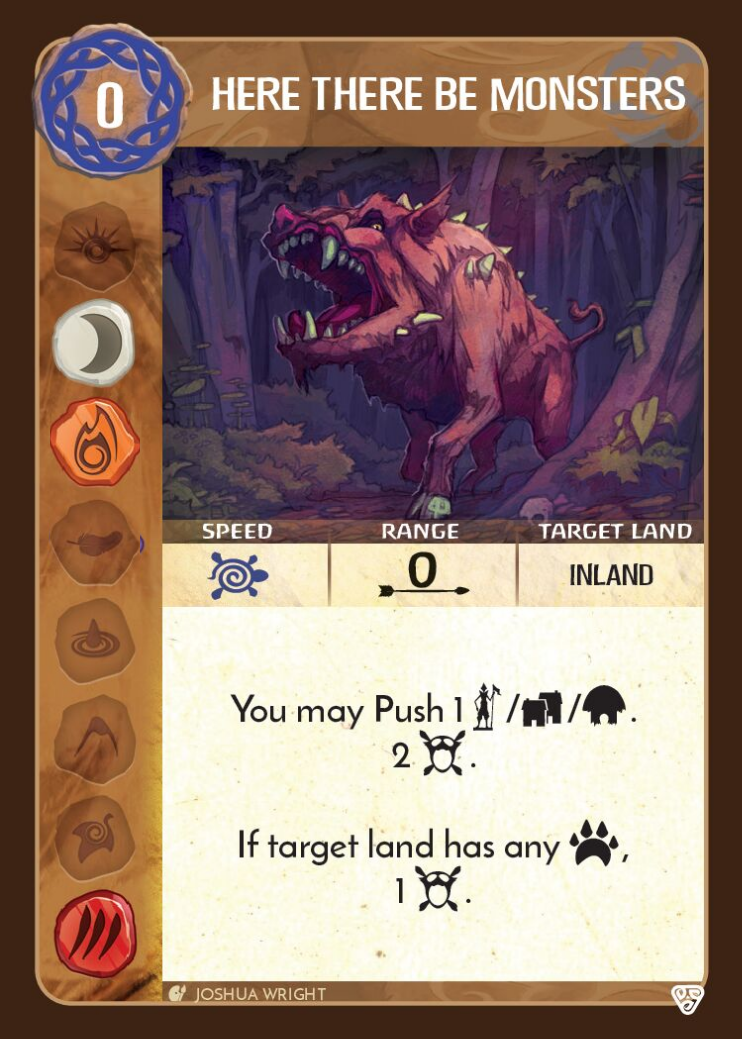 0
HERE THERE BE MONSTERS
SPEED RANGE TARGET LAND
0 INLAND
You may Push 1 / / .
2 .
If target land has any ,
1 .
JOSHUA WRIGHT